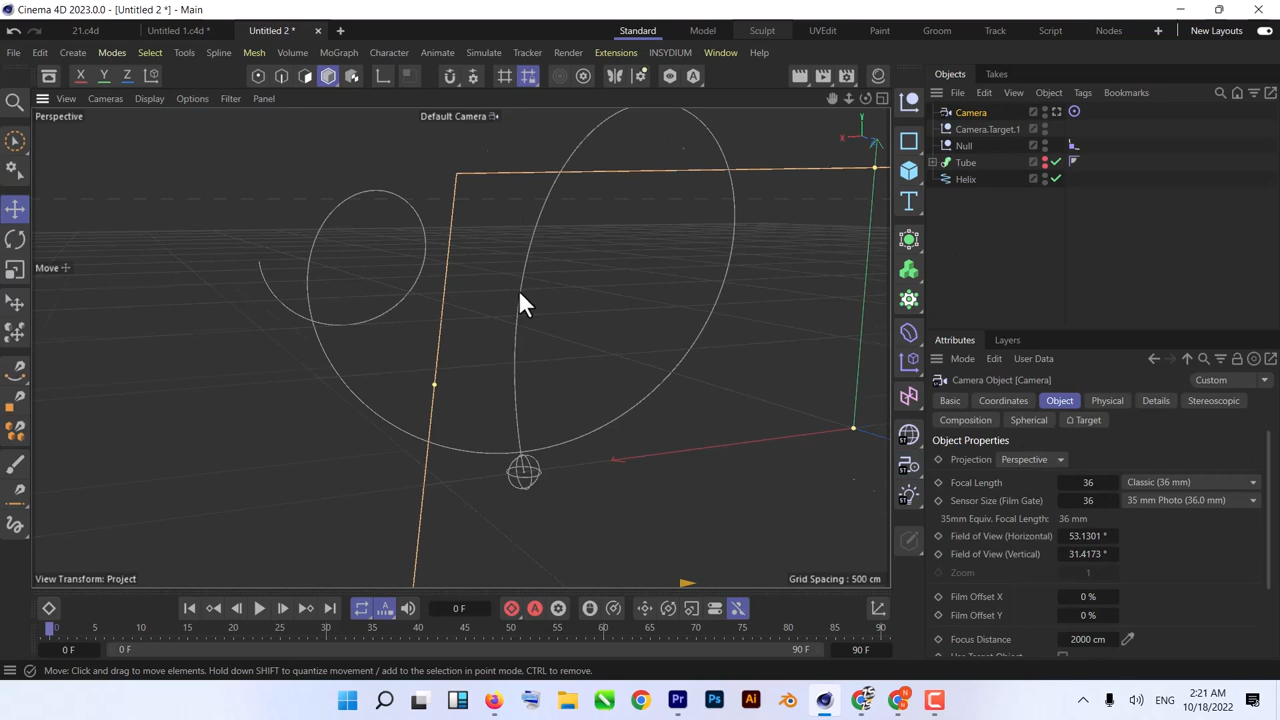 Cinema 4D 2023.0.0 - [Untitled 2 *] - Main
21.c4d
Untitled 1.c4d *
Untitled 2 *
Standard
Model
Sculpt
UVEdit
Paint
Groom
Track
Script
Nodes
New Layouts
File Edit Create Modes Select Tools Spline Mesh Volume MoGraph Character Animate Simulate Tracker Render Extensions INSYDIUM Window Help
Objects Takes
View Cameras Display Options Filter Panel
File Edit View Object Tags Bookmarks
Perspective
Default Camera
Y
X
Camera
Camera.Target.1
Null
Tube
Helix
Move
Attributes Layers
Mode Edit User Data
Camera Object [Camera]
Custom
Basic Coordinates Object Physical Details Stereoscopic
Composition Spherical Target
Object Properties
Projection Perspective
Focal Length 36 Classic (36 mm)
Sensor Size (Film Gate) 36 35 mm Photo (36.0 mm)
35mm Equiv. Focal Length: 36 mm
Field of View (Horizontal) 53.1301 °
Field of View (Vertical) 31.4173 °
Zoom 1
Film Offset X 0 %
Film Offset Y 0 %
Focus Distance 2000 cm
View Transform: Project
Grid Spacing : 500 cm
0 F
0 5 10 15 20 25 30 35 40 45 50 55 60 65 70 75 80 85 90
0 F 0 F 90 F 90 F
Move: Click and drag to move elements. Hold down SHIFT to quantize movement / add to the selection in point mode, CTRL to remove.
ENG
2:21 AM
10/18/2022